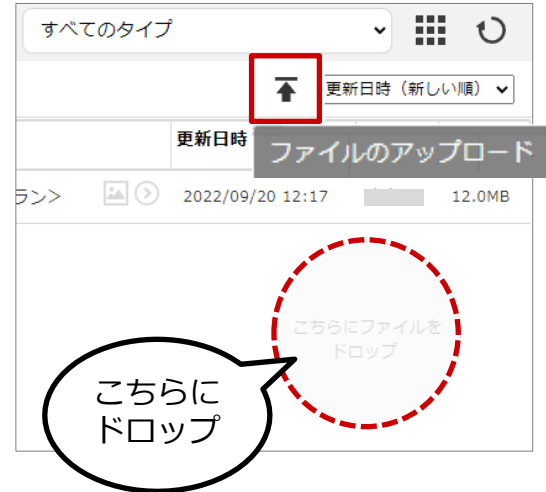 すべてのタイプ
更新日時（新しい順）
更新日時
ファイルのアップロード
ラン＞
2022/09/20 12:17
12.0MB
こちらにファイルを
ドロップ
こちらに
ドロップ